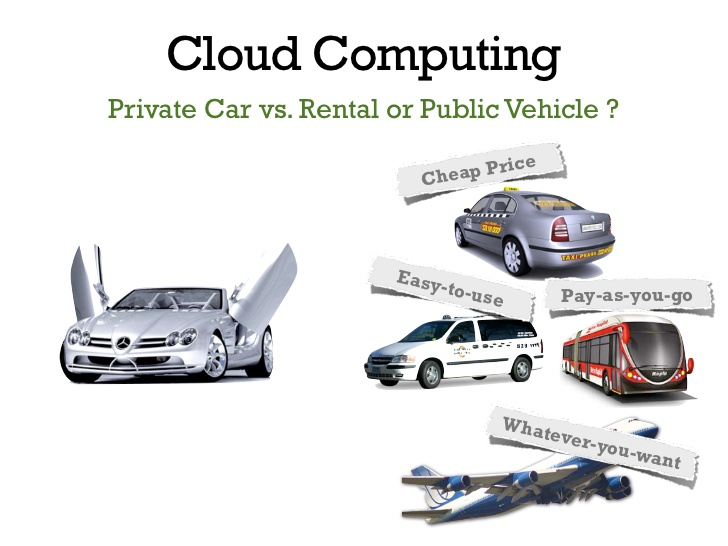 Cloud Computing
Private Car vs. Rental or Public Vehicle ?
Cheap Price
TAXI
Easy-to-use
Pay-as-you-go
Whatever-you-want